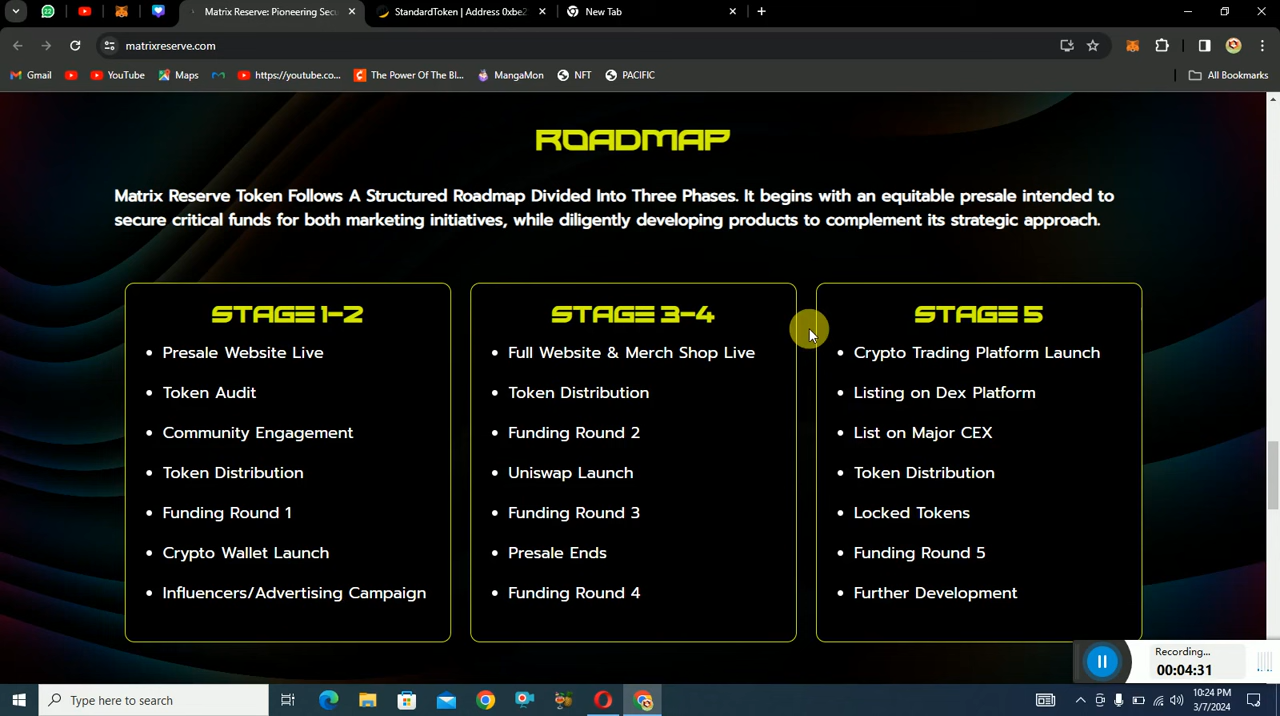 Matrix Reserve: Pioneering Secu
StandardToken | Address 0xbe2
New Tab
matrixreserve.com
Gmail
YouTube
Maps
https://youtube.co...
The Power Of The Bl...
MangaMon
NFT
PACIFIC
All Bookmarks
ROADMAP
Matrix Reserve Token Follows A Structured Roadmap Divided Into Three Phases. It begins with an equitable presale intended to
secure critical funds for both marketing initiatives, while diligently developing products to complement its strategic approach.
STAGE 1-2
Presale Website Live
Token Audit
Community Engagement
Token Distribution
Funding Round 1
Crypto Wallet Launch
Influencers/Advertising Campaign
STAGE 3-4
Full Website & Merch Shop Live
Token Distribution
Funding Round 2
Uniswap Launch
Funding Round 3
Presale Ends
Funding Round 4
STAGE 5
Crypto Trading Platform Launch
Listing on Dex Platform
List on Major CEX
Token Distribution
Locked Tokens
Funding Round 5
Further Development
Recording...
00:04:31
Type here to search
10:24 PM
3/7/2024